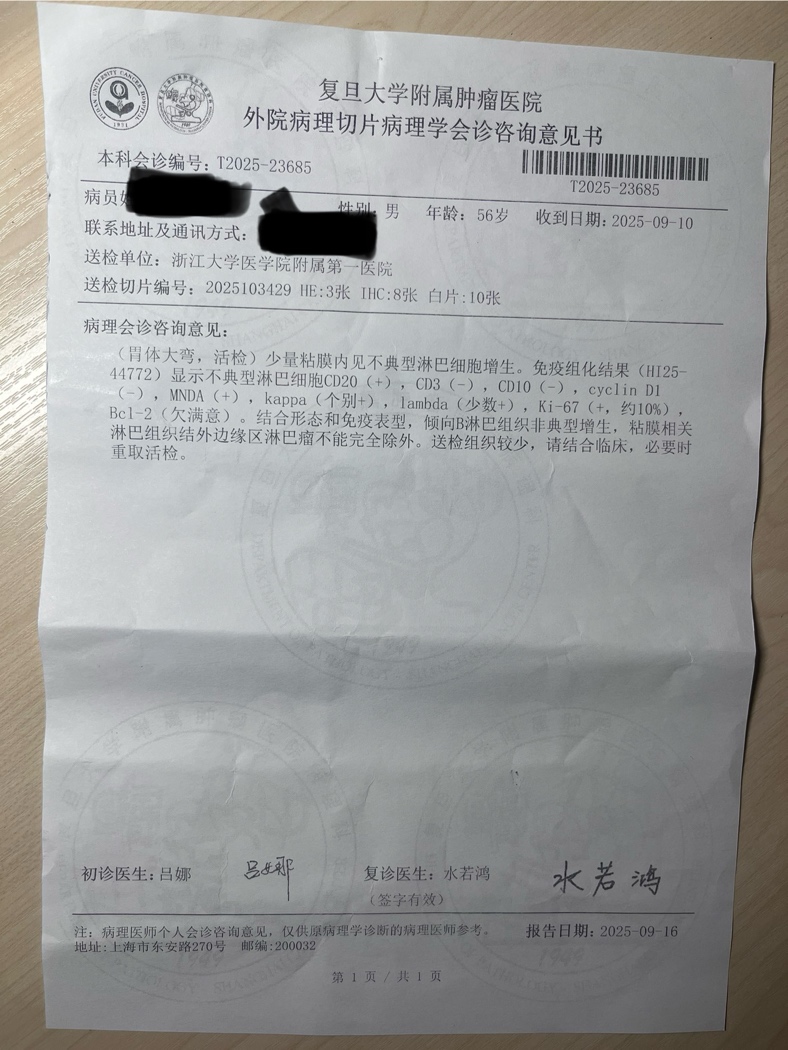 复旦大学附属肿瘤医院
外院病理切片病理学会诊咨询意见书
FUDAN UNIVERSITY CANCER HOSPITAL
1931
本科会诊编号：T2025-23685
T2025-23685
病员 性别：男 年龄：56岁 收到日期：2025-09-10
联系地址及通讯方式：
送检单位：浙江大学医学院附属第一医院
送检切片编号：2025103429 HE:3张 IHC:8张 白片:10张
病理会诊咨询意见：
（胃体大弯，活检）少量粘膜内见不典型淋巴细胞增生。免疫组化结果（HI25-
44772）显示不典型淋巴细胞CD20（+），CD3（-），CD10（-），cyclin D1
（-），MNDA（+），kappa（个别+），lambda（少数+），Ki-67（+，约10%），
Bcl-2（欠满意）。结合形态和免疫表型，倾向B淋巴组织非典型增生，粘膜相关
淋巴组织结外边缘区淋巴瘤不能完全除外。送检组织较少，请结合临床，必要时
重取活检。
初诊医生：吕娜 吕娜 复诊医生：水若鸿 水若鸿
（签字有效）
注：病理医师个人会诊咨询意见，仅供原病理学诊断的病理医师参考。 报告日期：2025-09-16
地址：上海市东安路270号 邮编：200032
第 1 页 / 共 1 页